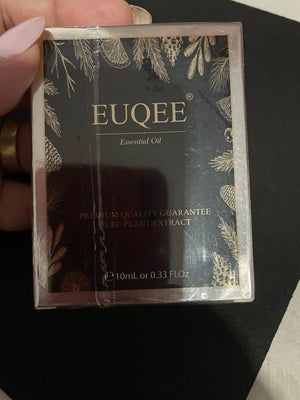 EUQEE®
Essential Oil
PREMIUM QUALITY GUARANTEE
PURE PLANT EXTRACT
℮ 10mL or 0.33 Fl.Oz